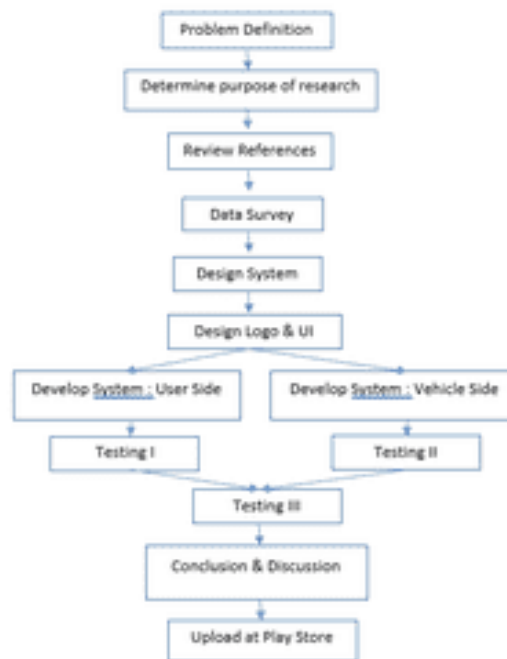 Problem Definition
Determine purpose of research
Review References
Data Survey
Design System
Design Logo & UI
Develop System : User Side
Develop System : Vehicle Side
Testing I
Testing II
Testing III
Conclusion & Discussion
Upload at Play Store